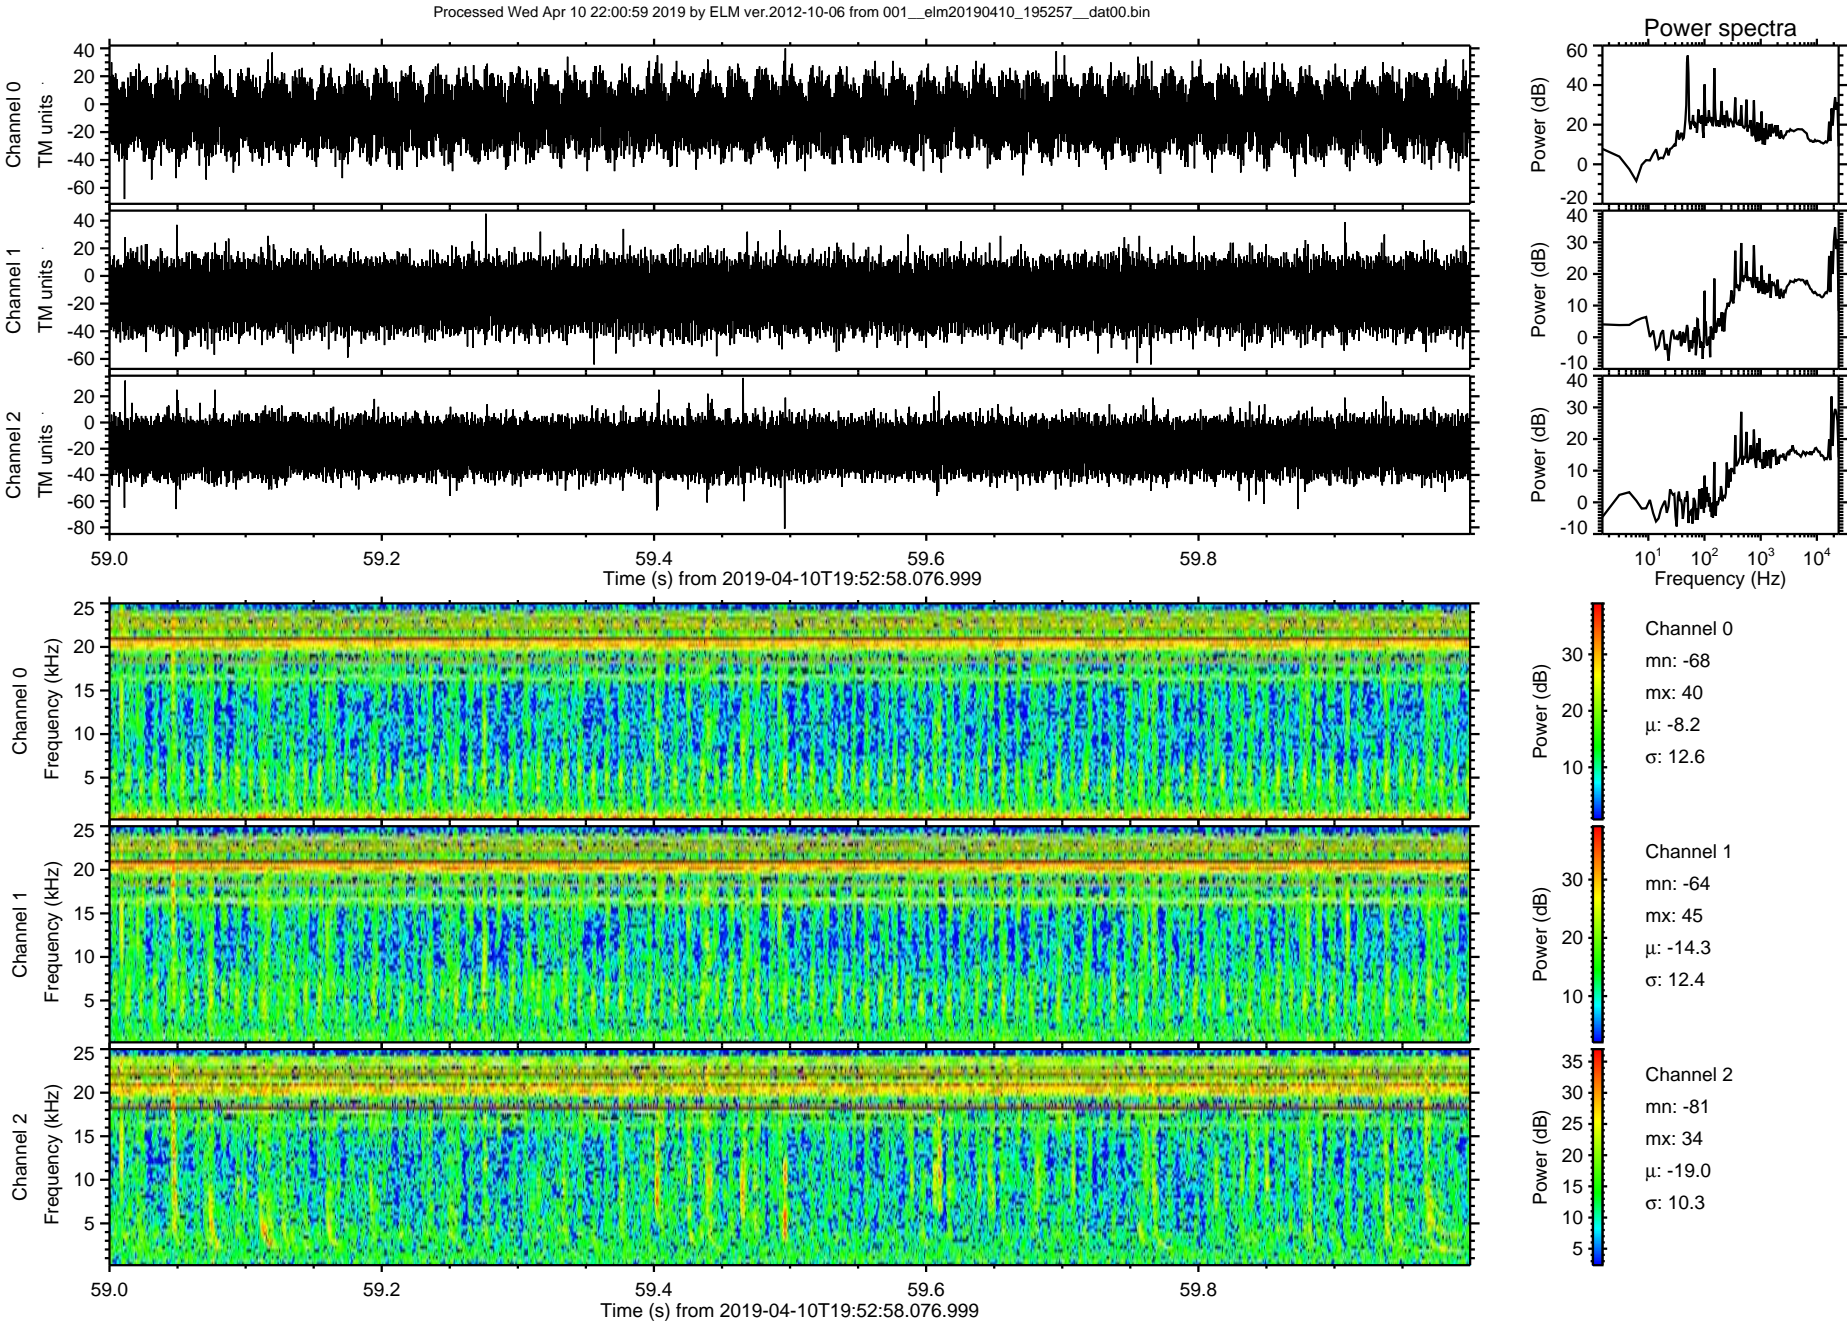 Processed Wed Apr 10 22:00:59 2019 by ELM ver.2012-10-06 from 001__elm20190410_195257__dat00.bin
Power spectra
Channel 0
TM units
40
20
0
-20
-40
-60
Power (dB)
60
40
20
0
-20
Channel 1
TM units
40
20
0
-20
-40
-60
Power (dB)
40
30
20
10
0
-10
Channel 2
TM units
20
0
-20
-40
-60
-80
Power (dB)
40
30
20
10
0
-10
59.0 59.2 59.4 59.6 59.8
Time (s) from 2019-04-10T19:52:58.076.999
10¹ 10² 10³ 10⁴
Frequency (Hz)
Channel 0
Frequency (kHz)
25
20
15
10
5
Power (dB)
30
20
10
Channel 0
mn: -68
mx: 40
μ: -8.2
σ: 12.6
Channel 1
Frequency (kHz)
25
20
15
10
5
Power (dB)
30
20
10
Channel 1
mn: -64
mx: 45
μ: -14.3
σ: 12.4
Channel 2
Frequency (kHz)
25
20
15
10
5
Power (dB)
35
30
25
20
15
10
5
Channel 2
mn: -81
mx: 34
μ: -19.0
σ: 10.3
59.0 59.2 59.4 59.6 59.8
Time (s) from 2019-04-10T19:52:58.076.999